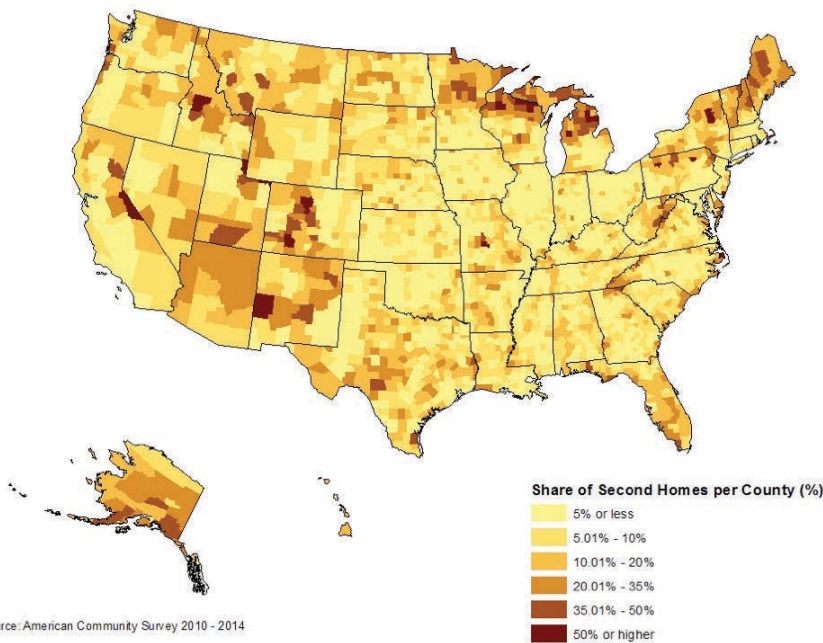 Share of Second Homes per County (%)
5% or less
5.01% - 10%
10.01% - 20%
20.01% - 35%
35.01% - 50%
50% or higher
rce: American Community Survey 2010 - 2014